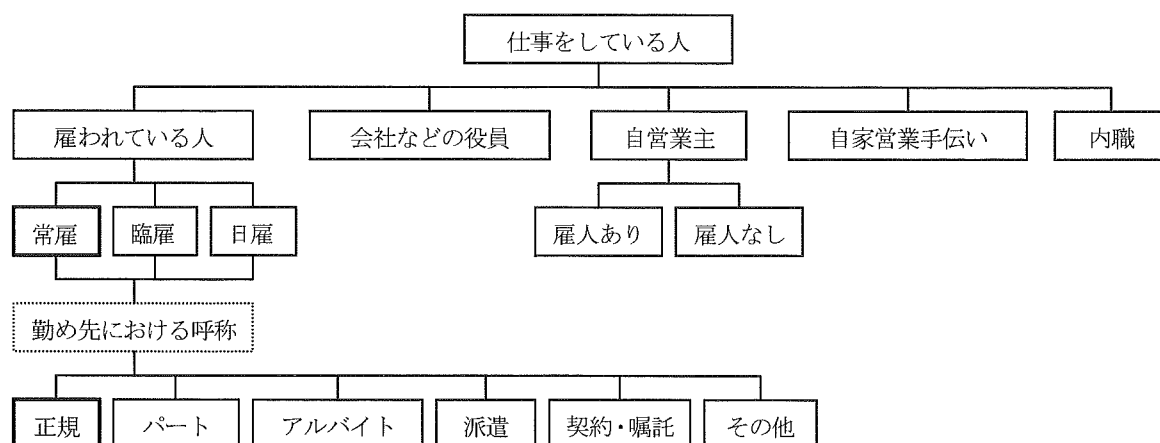 仕事をしている人
雇われている人 会社などの役員 自営業主 自家営業手伝い 内職
常雇 臨雇 日雇 雇人あり 雇人なし
勤め先における呼称
正規 パート アルバイト 派遣 契約・嘱託 その他